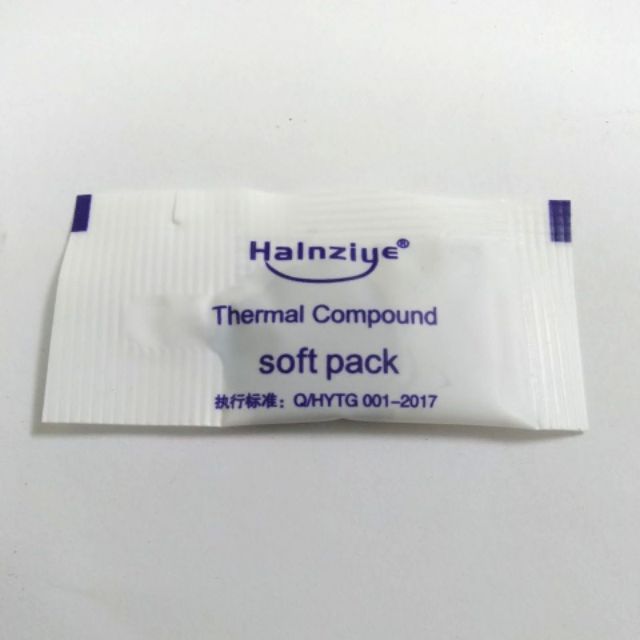 Halnziye®
Thermal Compound
soft pack
执行标准：Q/HYTG 001-2017